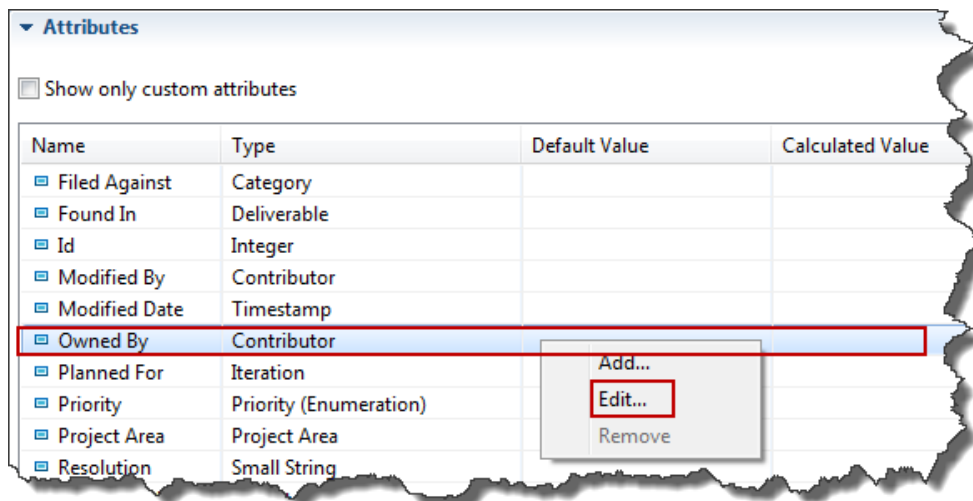 Attributes
Show only custom attributes
Name Type Default Value Calculated Value
Filed Against Category
Found In Deliverable
Id Integer
Modified By Contributor
Modified Date Timestamp
Owned By Contributor
Planned For Iteration
Add...
Priority Priority (Enumeration)
Edit...
Project Area Project Area
Remove
Resolution Small String